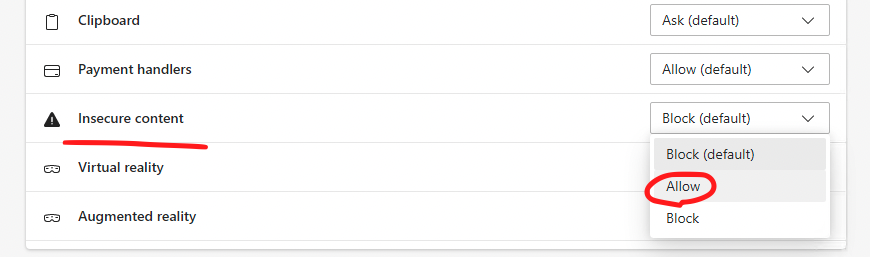 Clipboard Ask (default)
Payment handlers Allow (default)
Insecure content Block (default)
Block (default)
Virtual reality
Allow
Augmented reality
Block